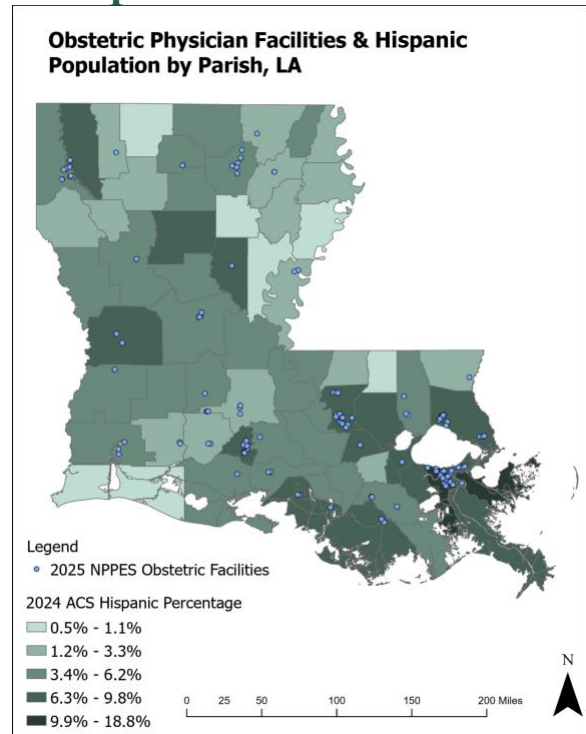 Obstetric Physician Facilities & Hispanic
Population by Parish, LA
Legend
2025 NPPES Obstetric Facilities
2024 ACS Hispanic Percentage
0.5% - 1.1%
1.2% - 3.3%
3.4% - 6.2%
6.3% - 9.8%
9.9% - 18.8%
0 50 100 150 200 Miles
N